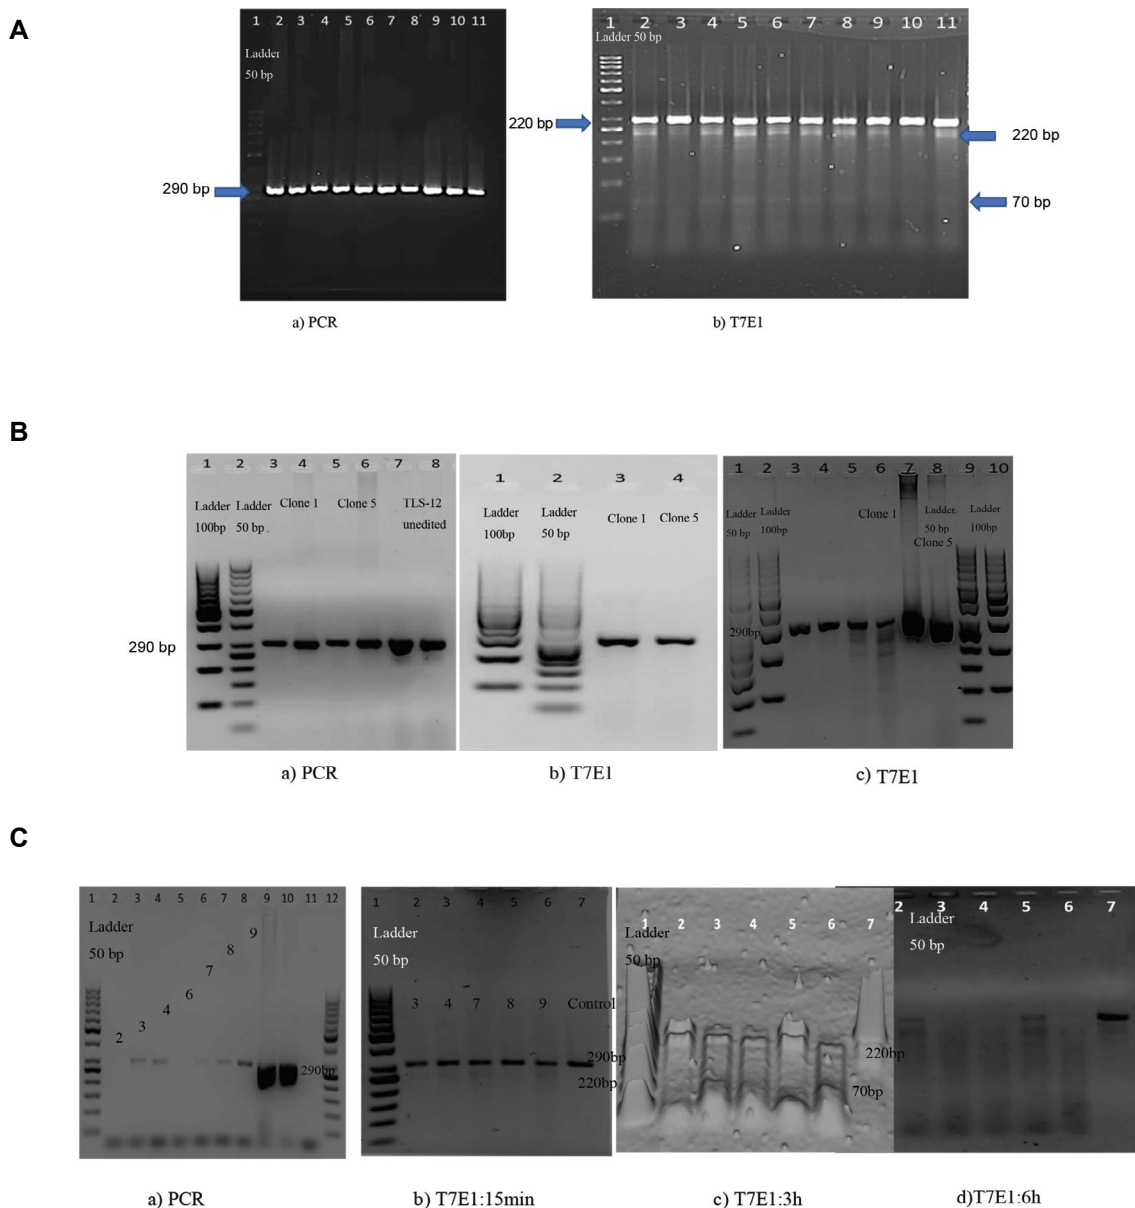 A
1 2 3 4 5 6 7 8 9 10 11
Ladder
50 bp
290 bp
a) PCR
1 2 3 4 5 6 7 8 9 10 11
Ladder 50 bp
220 bp
220 bp
70 bp
b) T7E1
B
1 2 3 4 5 6 7 8
Ladder Ladder Clone 1 Clone 5 TLS-12
100bp 50 bp unedited
290 bp
a) PCR
1 2 3 4
Ladder Ladder Clone 1 Clone 5
100bp 50 bp
b) T7E1
1 2 3 4 5 6 7 8 9 10
Ladder Ladder Clone 1 Ladder Ladder
50 bp 100bp 50 bp 100bp
Clone 5
290bp
c) T7E1
C
1 2 3 4 5 6 7 8 9 10 11 12
Ladder
50 bp
2 3 4 6 7 8 9
290bp
a) PCR
1 2 3 4 5 6 7
Ladder
50 bp
3 4 7 8 9 Control
290bp
220bp
b) T7E1:15min
1 2 3 4 5 6 7
Ladder
50 bp
220bp
70bp
c) T7E1:3h
2 3 4 5 6 7
Ladder
50 bp
d)T7E1:6h